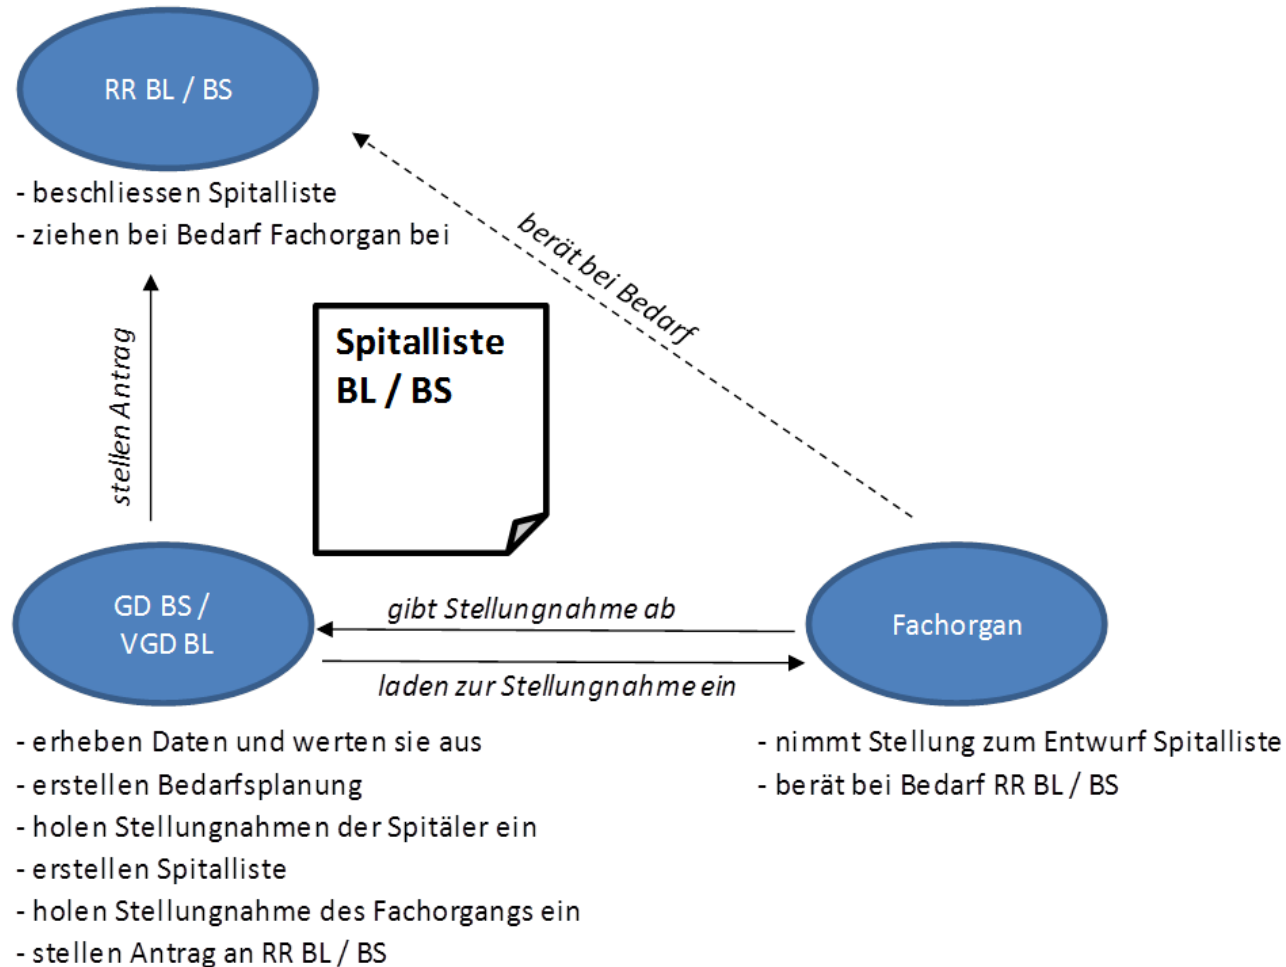 RR BL / BS
- beschliessen Spitalliste
- ziehen bei Bedarf Fachorgan bei
berät bei Bedarf
stellen Antrag
Spitalliste
BL / BS
GD BS /
VGD BL
gibt Stellungnahme ab
laden zur Stellungnahme ein
Fachorgan
- erheben Daten und werten sie aus
- erstellen Bedarfsplanung
- holen Stellungnahmen der Spitäler ein
- erstellen Spitalliste
- holen Stellungnahme des Fachorgangs ein
- stellen Antrag an RR BL / BS
- nimmt Stellung zum Entwurf Spitalliste
- berät bei Bedarf RR BL / BS